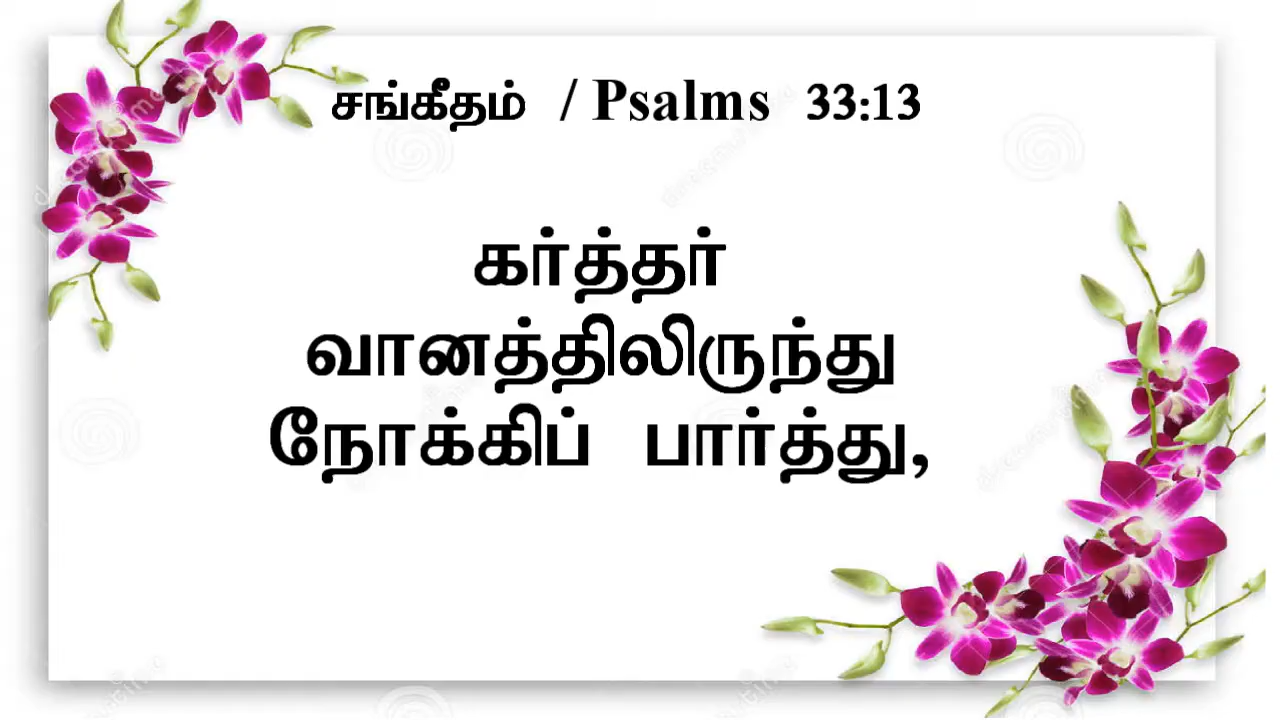 சங்கீதம் / Psalms 33:13
கர்த்தர்
வானத்திலிருந்து
நோக்கிப் பார்த்து,